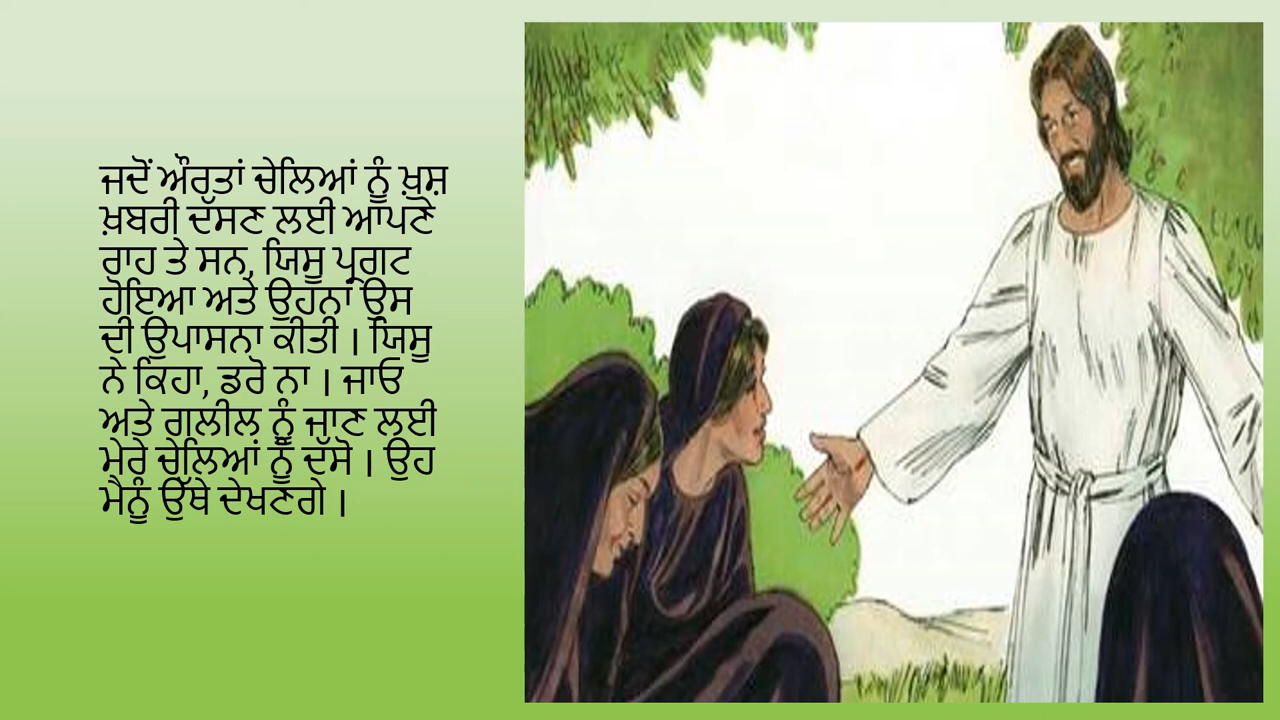 ਜਦੋਂ ਔਰਤਾਂ ਚੇਲਿਆਂ ਨੂੰ ਖ਼ੁਸ਼
ਖ਼ਬਰੀ ਦੱਸਣ ਲਈ ਆਪਣੇ
ਰਾਹ ਤੇ ਸਨ, ਯਿਸੂ ਪ੍ਰਗਟ
ਹੋਇਆ ਅਤੇ ਉਹਨਾਂ ਉਸ
ਦੀ ਉਪਾਸਨਾ ਕੀਤੀ । ਯਿਸੂ
ਨੇ ਕਿਹਾ, ਡਰੋ ਨਾ । ਜਾਓ
ਅਤੇ ਗਲੀਲ ਨੂੰ ਜਾਣ ਲਈ
ਮੇਰੇ ਚੇਲਿਆਂ ਨੂੰ ਦੱਸੋ । ਉਹ
ਮੈਨੂੰ ਉੱਥੇ ਦੇਖਣਗੇ ।